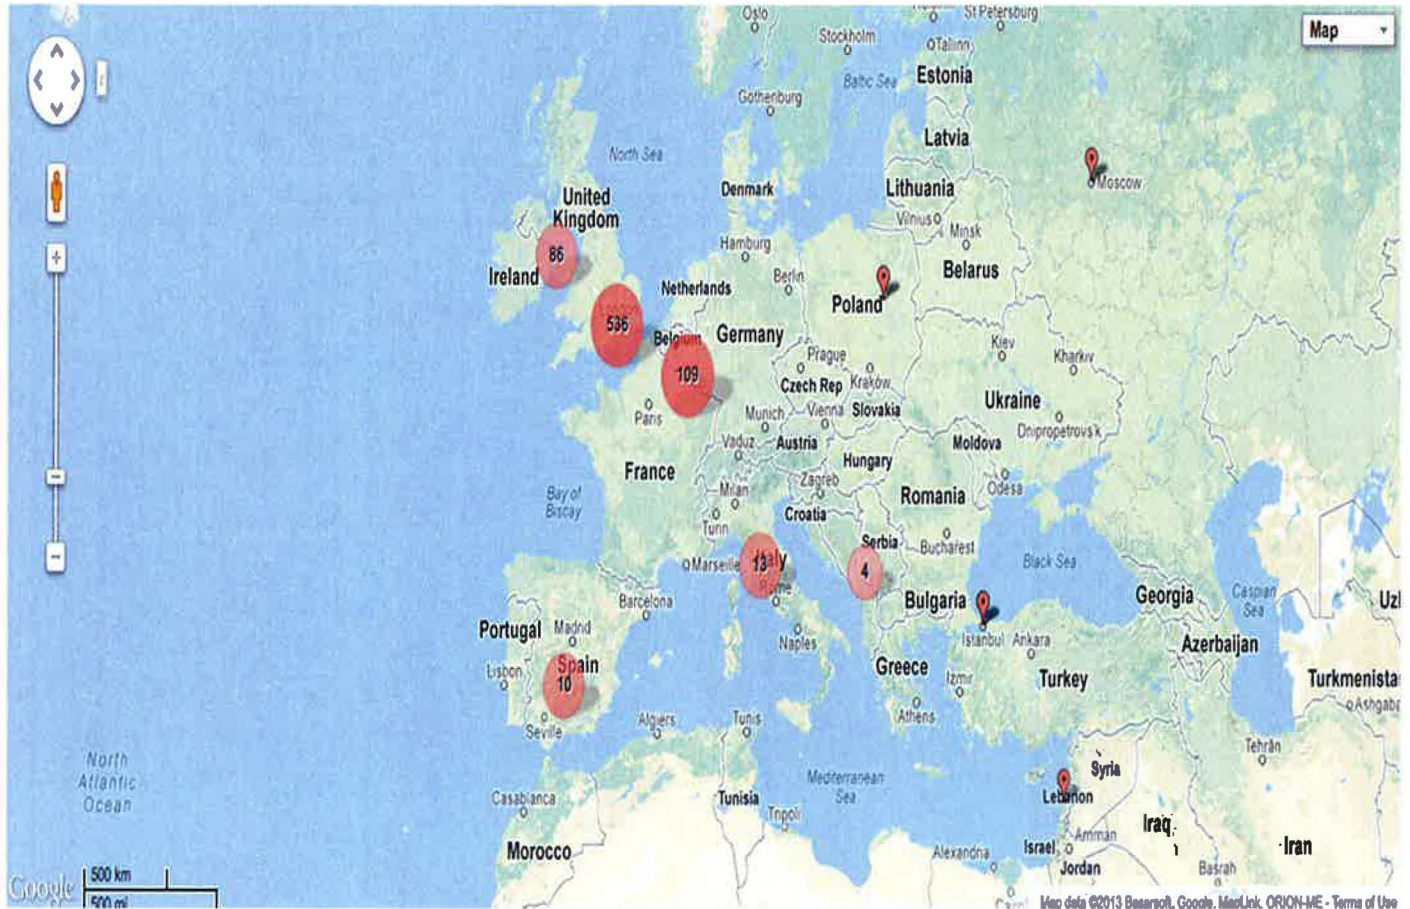 Oslo
St Petersburg
Map
Stockholm
Tallinn
Estonia
Baltic Sea
Gothenburg
Latvia
North Sea
Moscow
Denmark
Lithuania
United
Kingdom
Vilnius
Minsk
Hamburg
86
Ireland
Belarus
Berlin
Netherlands
Poland
536
Belgium
Germany
Kiev
Kharkiv
Prague
109
Czech Rep
Kraków
Ukraine
Paris
Munich
Vienna
Slovakia
Dnipropetrovs'k
Vaduz
Austria
Moldova
Hungary
France
Zagreb
Odesa
Milan
Romania
Bay of
Biscay
Croatia
Turin
Serbia
Bucharest
Italy
13
Marseille
4
Black Sea
Rome
Bulgaria
Georgia
Caspian
Sea
Uzl
Barcelona
Portugal
Madrid
Naples
Istanbul
Ankara
Azerbaijan
Spain
10
Lisbon
Greece
Izmir
Turkey
Turkmenista
Ashgaba
Seville
Algiers
Tunis
Athens
Tehran
North
Atlantic
Ocean
Mediterranean
Sea
Syria
Lebanon
Casablanca
Tunisia
Tripoli
Iraq
Amman
Morocco
Alexandria
Israel
Iran
Jordan
Basrah
500 km
Google
500 mi
Map data ©2013 Basarsoft, Google, MapLink, ORION-ME - Terms of Use